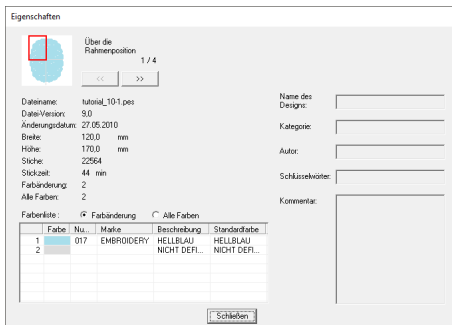 Eigenschaften
Über die
Rahmenposition
1 / 4
<< >>
Dateiname: tutorial_10-1.pes
Datei-Version: 9,0
Änderungsdatum: 27.05.2010
Breite: 120,0 mm
Höhe: 170,0 mm
Stiche: 22564
Stickzeit: 44 min
Farbänderung: 2
Alle Farben: 2
Name des
Designs:
Kategorie:
Autor:
Schlüsselwörter:
Kommentar:
Farbenliste : Farbänderung Alle Farben
Farbe Nu... Marke Beschreibung Standardfarbe
1 017 EMBROIDERY HELLBLAU HELLBLAU
2 NICHT DEFI... NICHT DEFI...
Schließen